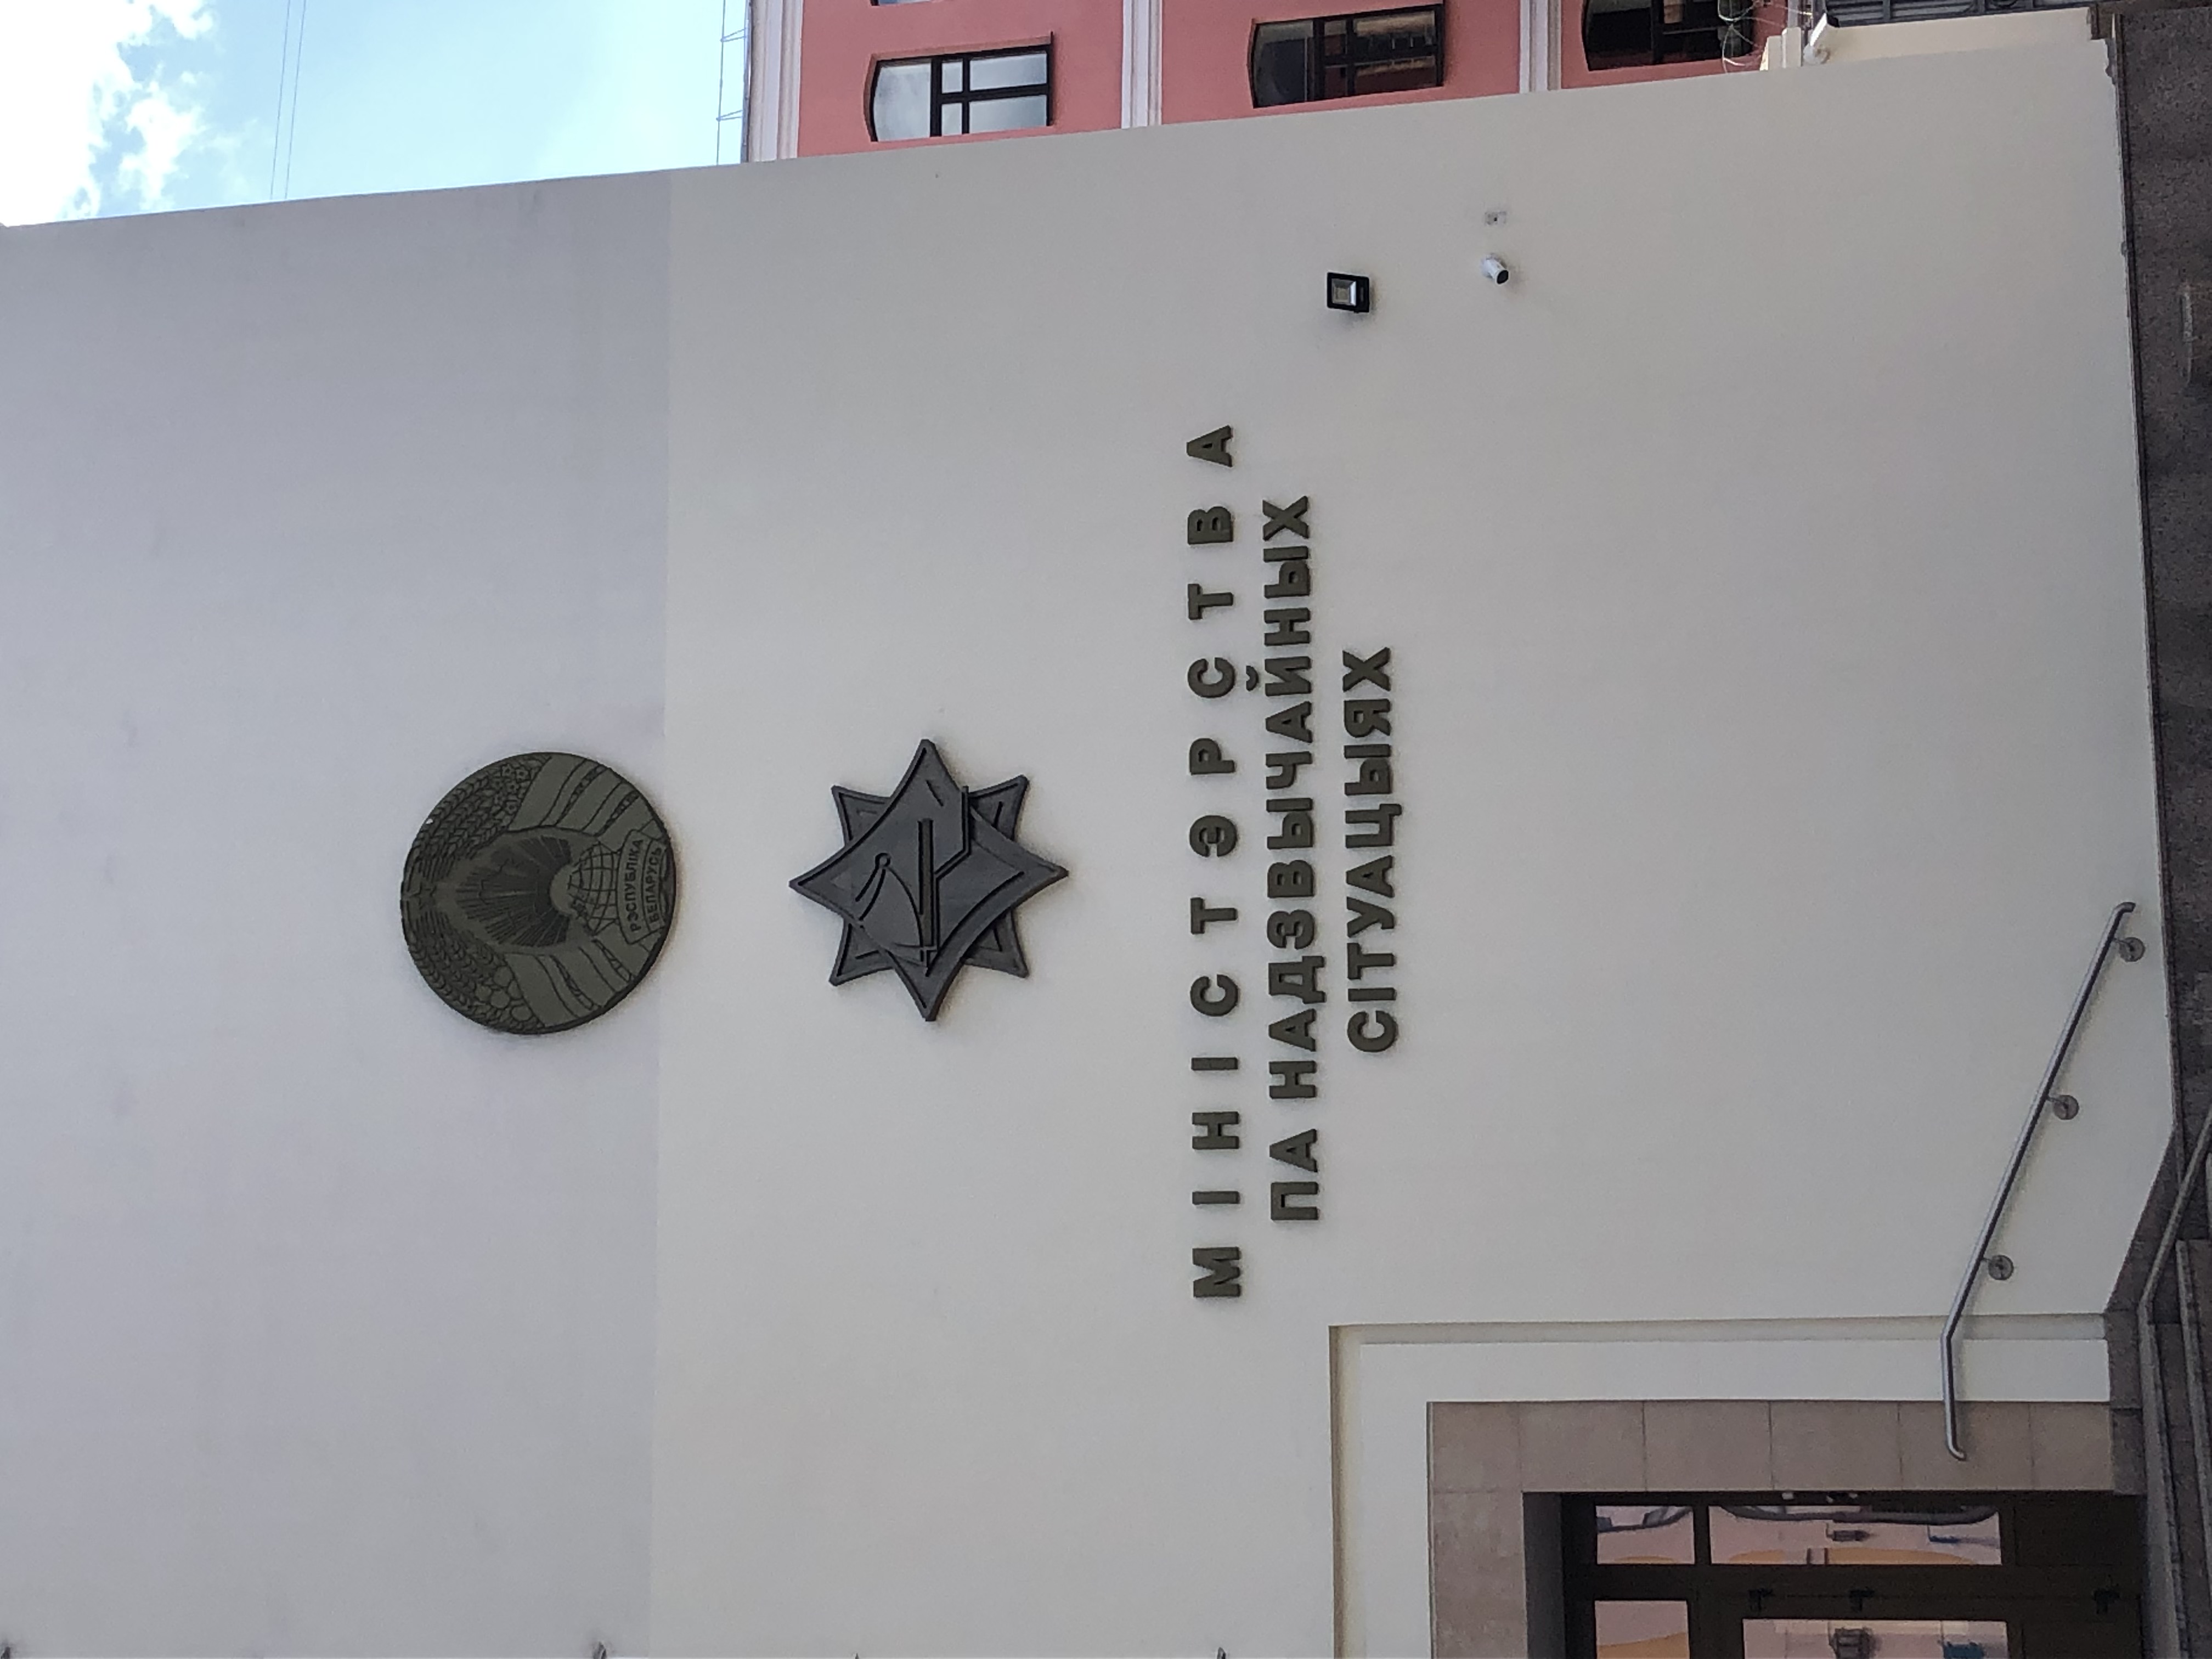 РЭСПУБЛІКА
БЕЛАРУСЬ
МІНІСТЭРСТВА
ПА НАДЗВЫЧАЙНЫХ
СІТУАЦЫЯХ